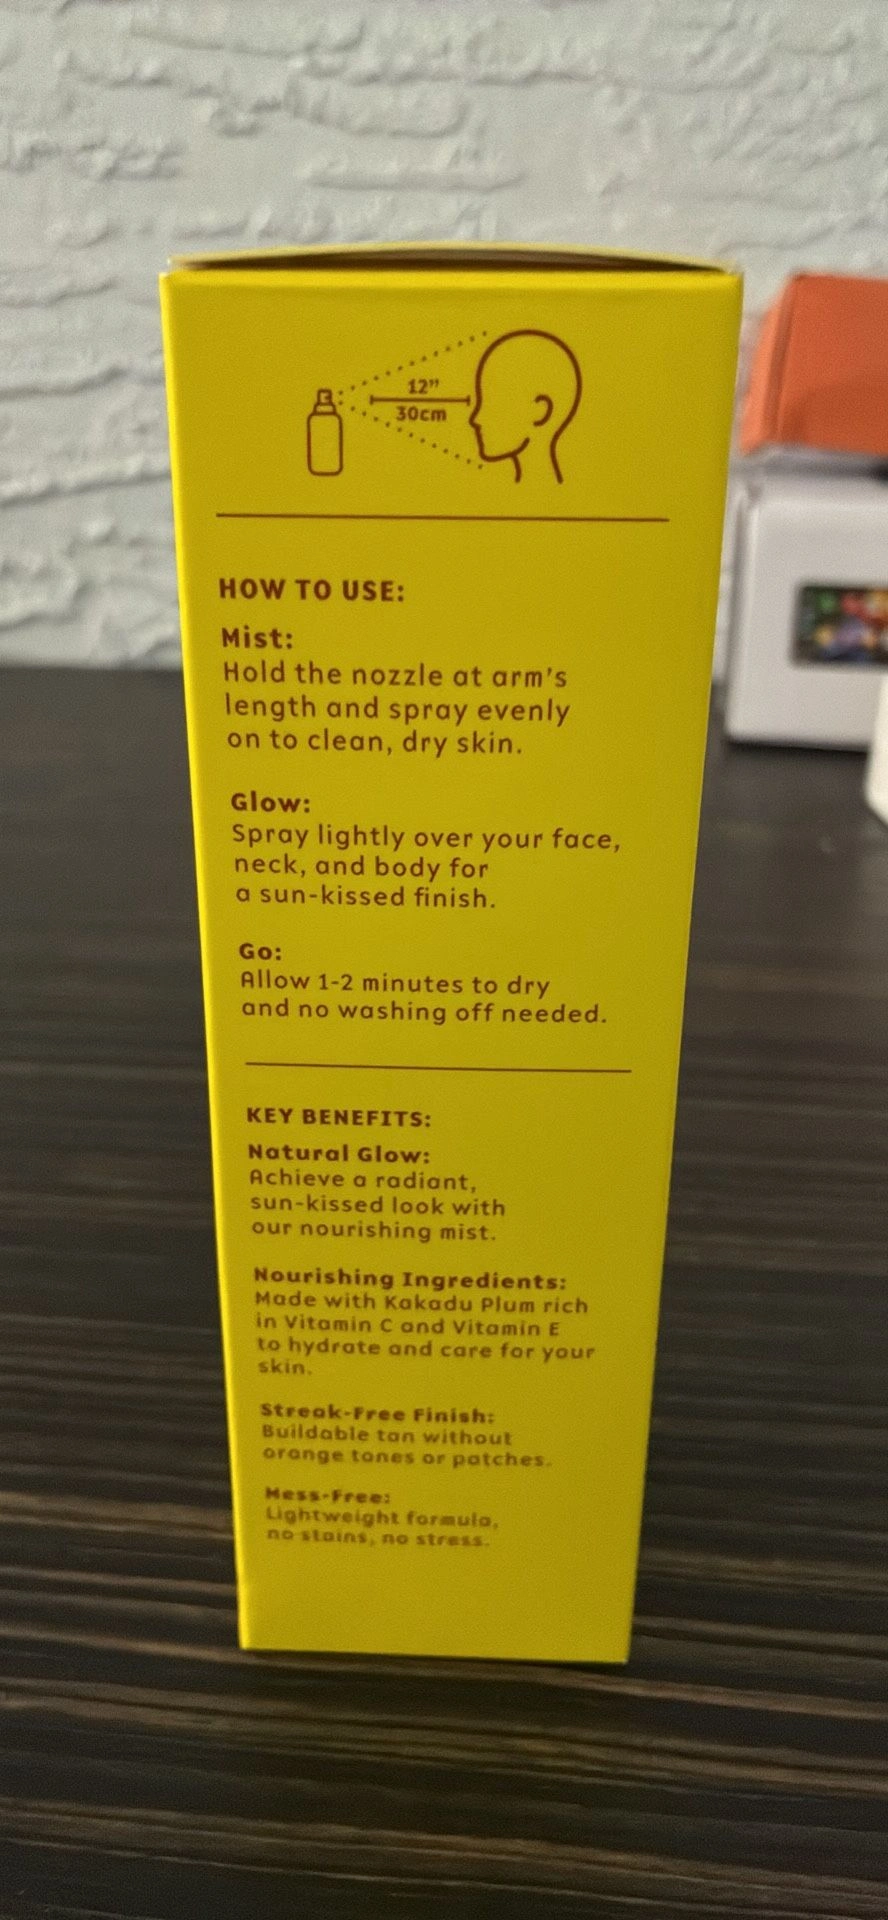 12”
30cm
HOW TO USE:
Mist:
Hold the nozzle at arm's
length and spray evenly
on to clean, dry skin.
Glow:
Spray lightly over your face,
neck, and body for
a sun-kissed finish.
Go:
Allow 1-2 minutes to dry
and no washing off needed.
KEY BENEFITS:
Natural Glow:
Achieve a radiant,
sun-kissed look with
our nourishing mist.
Nourishing Ingredients:
Made with Kakadu Plum rich
in Vitamin C and Vitamin E
to hydrate and care for your
skin.
Streak-Free Finish:
Buildable tan without
orange tones or patches.
Mess-Free:
Lightweight formula,
no stains, no stress.